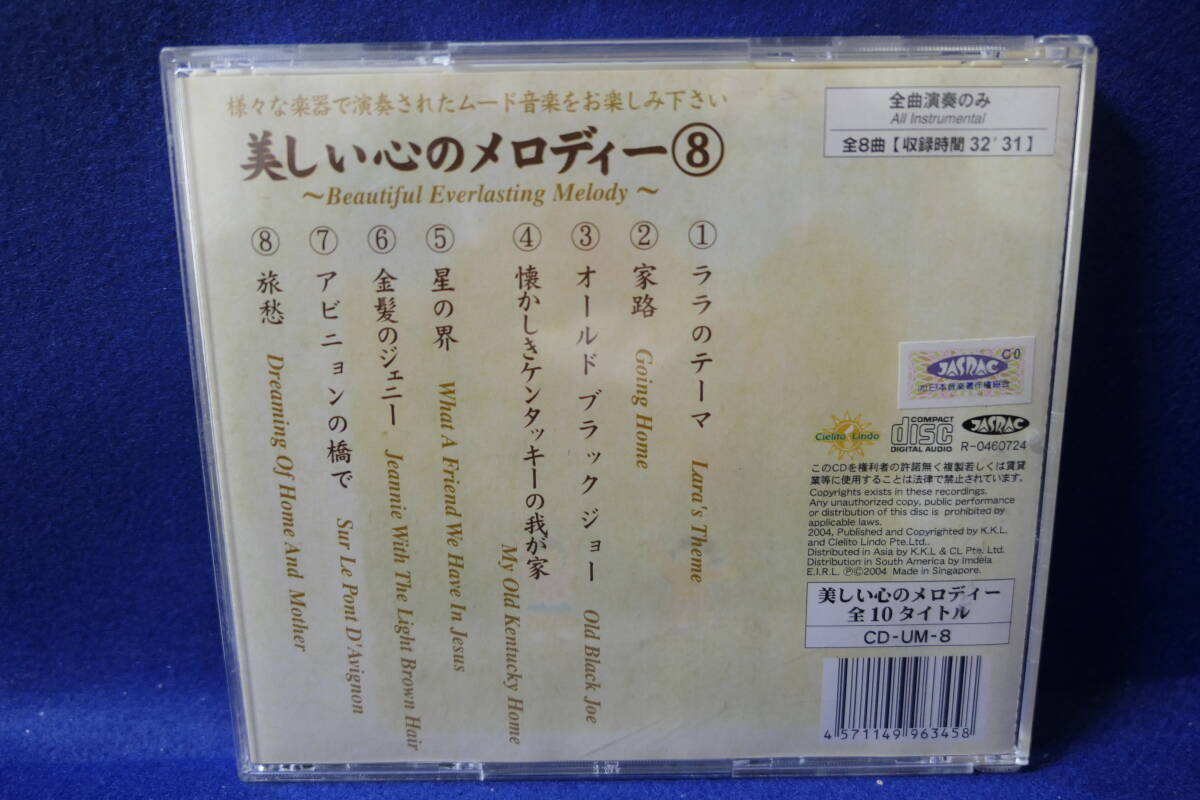 様々な楽器で演奏されたムード音楽をお楽しみ下さい
美しい心のメロディー⑧
～Beautiful Everlasting Melody～
全曲演奏のみ
All Instrumental
全8曲【収録時間 32'31】
① ララのテーマ Lara's Theme
② 家路 Going Home
③ オールド ブラック ジョー Old Black Joe
④ 懐かしきケンタッキーの我が家 My Old Kentucky Home
⑤ 星の界 What A Friend We Have In Jesus
⑥ 金髪のジェニー Jeannie With The Light Brown Hair
⑦ アビニョンの橋で Sur Le Pont D'Avignon
⑧ 旅愁 Dreaming Of Home And Mother
C0
JASRAC
日本音楽著作権協会
Cielito Lindo
COMPACT
disc
DIGITAL AUDIO
JASRAC
R-0460724
このCDを権利者の許諾無く複製若しくは賃貸
業等に使用することは法律で禁止されています。
Copyrights exists in these recordings.
Any unauthorized copy, public performance
or distribution of this disc is prohibited by
applicable laws.
2004, Published and Copyrighted by K.K.L.
and Cielito Lindo Pte.Ltd..
Distributed in Asia by K.K.L & CL Pte. Ltd.
Distribution in South America by Imdela
E.I.R.L. ℗©2004 Made in Singapore.
美しい心のメロディー
全10タイトル
CD-UM-8
4 571149 963458